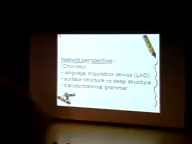 Nativist perspective -
(Chomsky)
- language acquisition device (LAD)
- surface structure vs deep structure
- transformational grammar